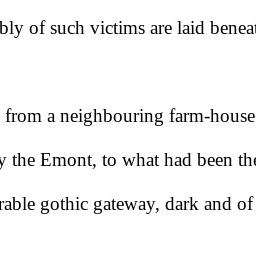 bly of such victims are laid beneat
from a neighbouring farm-house
y the Emont, to what had been the
rable gothic gateway, dark and of